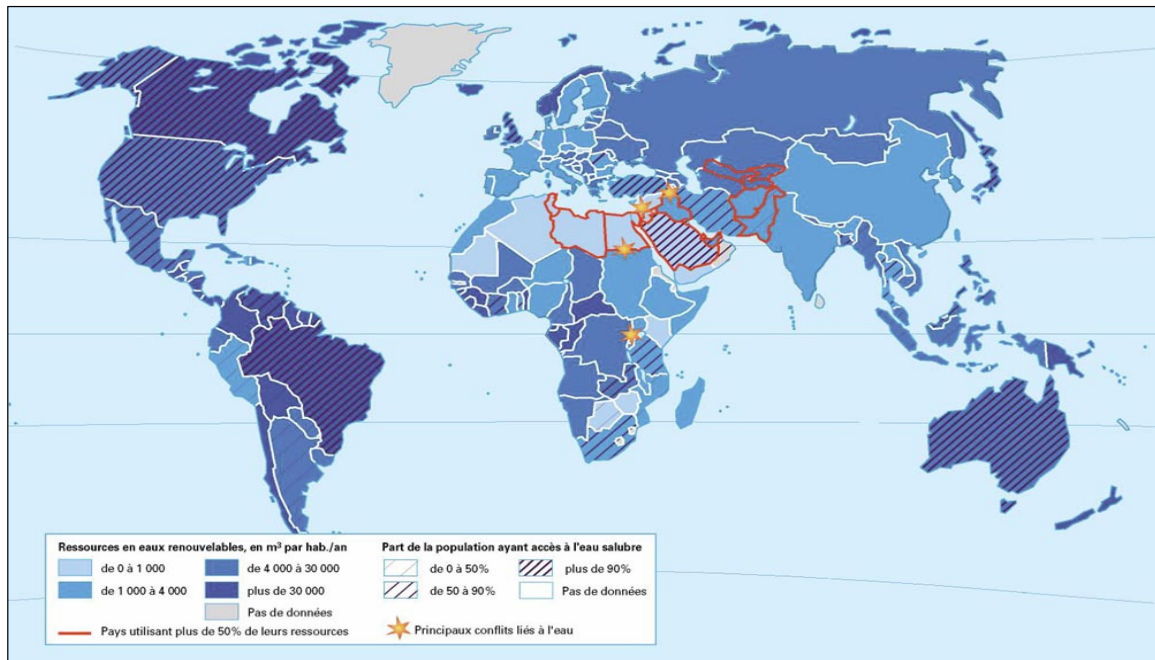 Ressources en eaux renouvelables, en m³ par hab./an
de 0 à 1 000
de 4 000 à 30 000
de 1 000 à 4 000
plus de 30 000
Pas de données
Pays utilisant plus de 50% de leurs ressources
Part de la population ayant accès à l'eau salubre
de 0 à 50%
plus de 90%
de 50 à 90%
Pas de données
Principaux conflits liés à l'eau